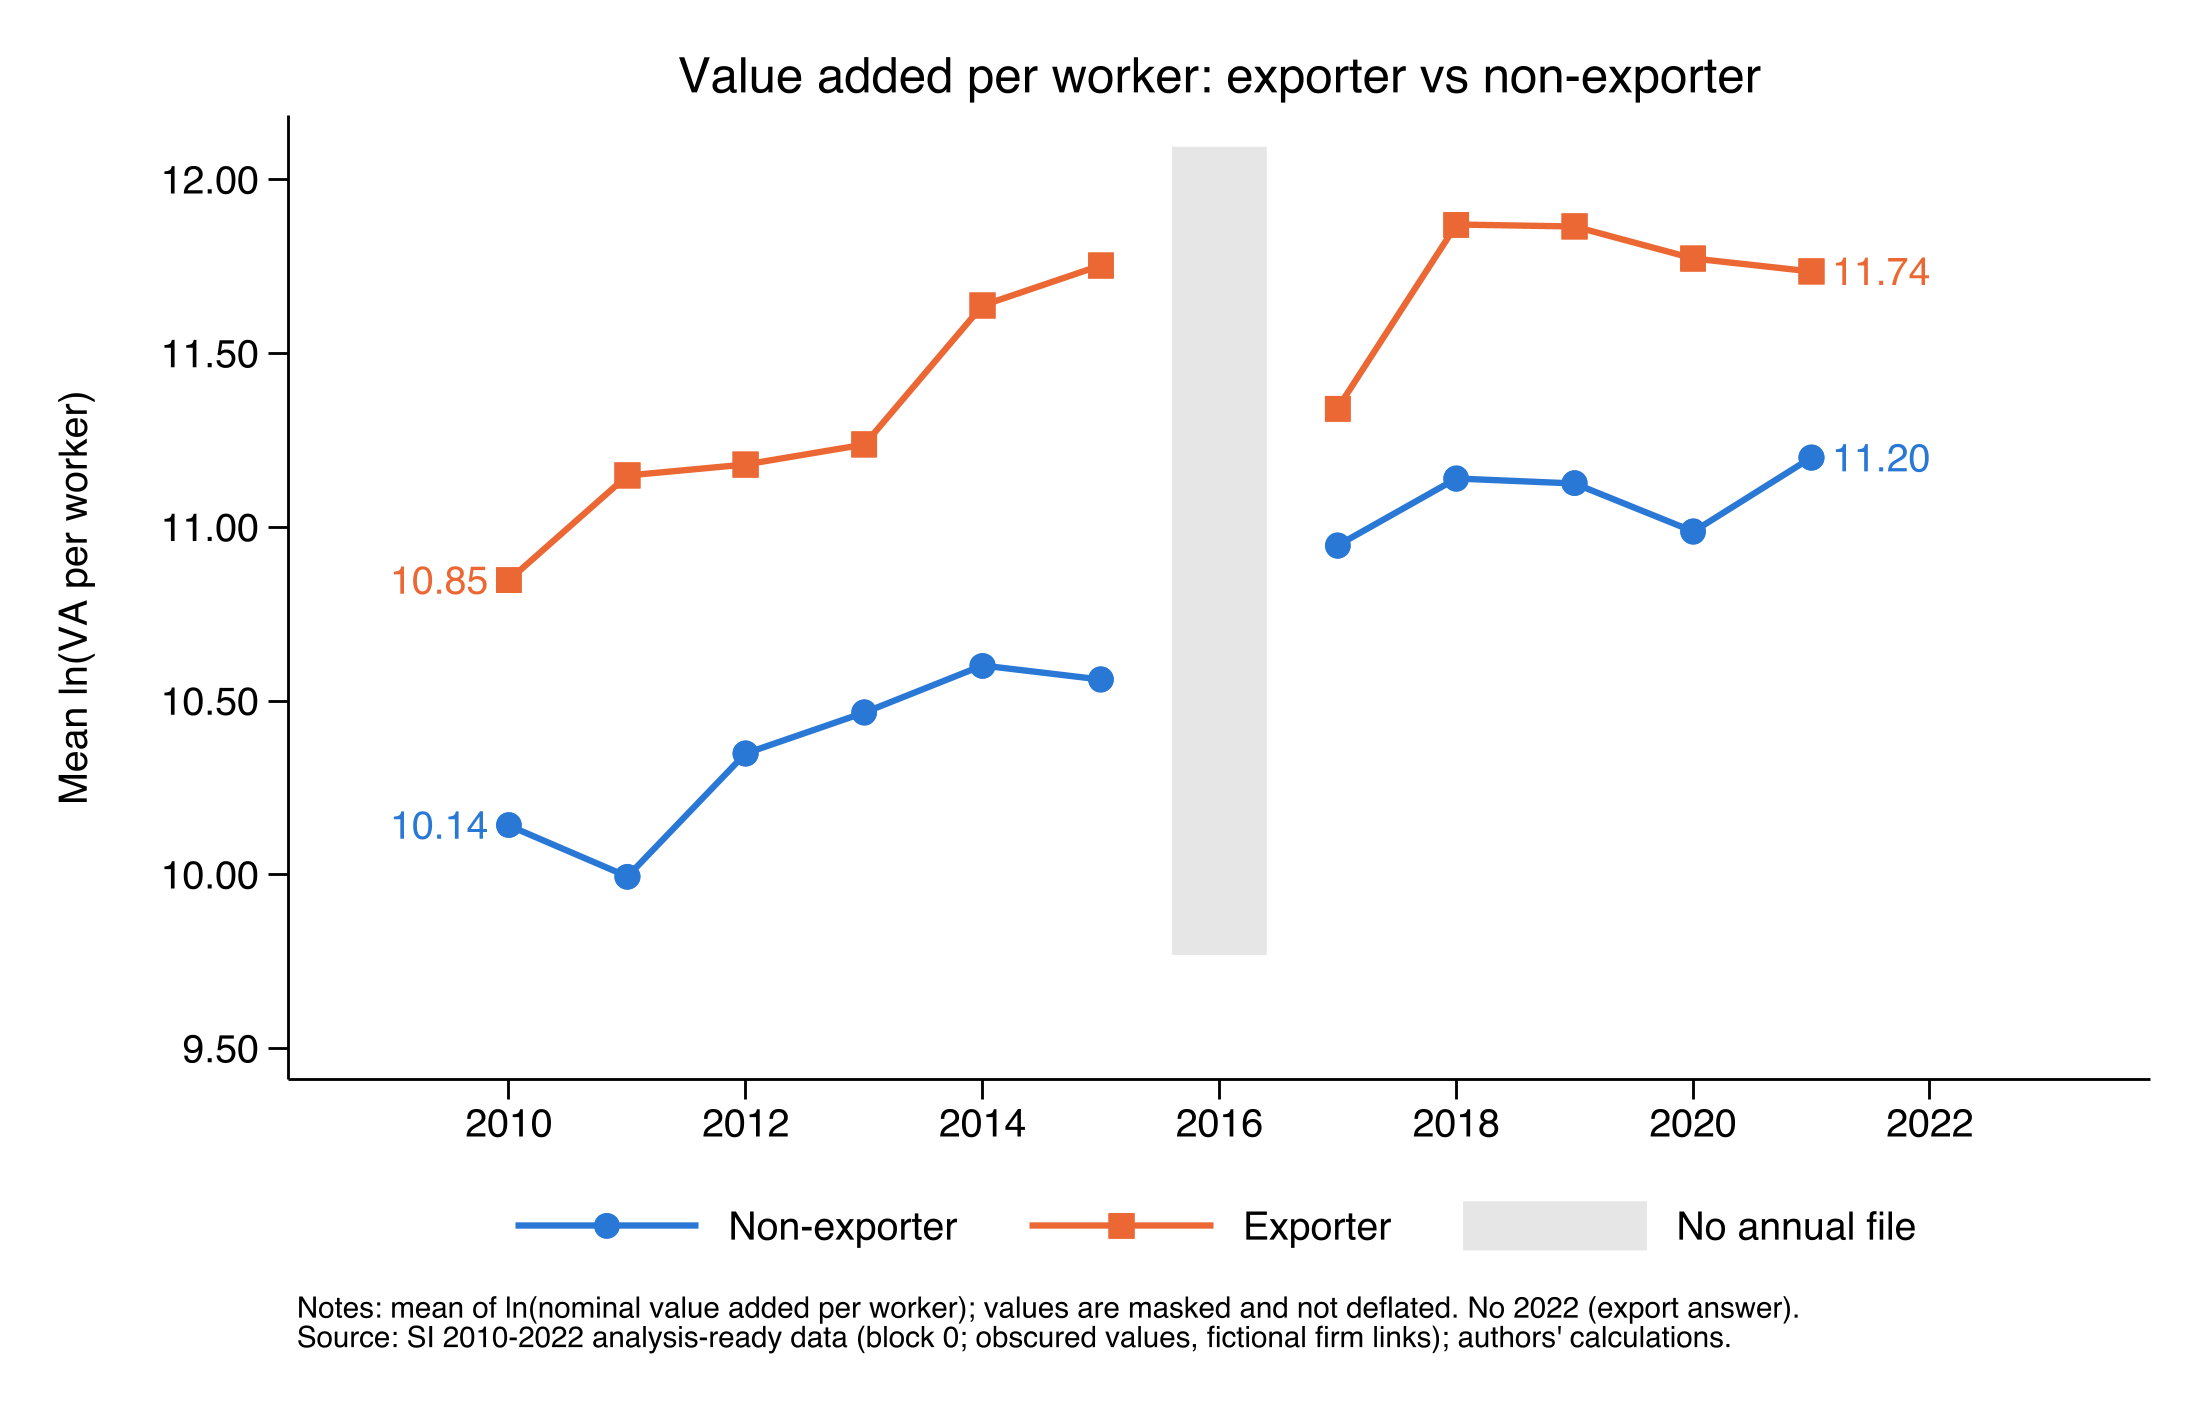 Value added per worker: exporter vs non-exporter
Mean ln(VA per worker)
12.00
11.50
11.00
10.50
10.00
9.50
10.85
10.14
11.74
11.20
2010 2012 2014 2016 2018 2020 2022
Non-exporter Exporter No annual file
Notes: mean of ln(nominal value added per worker); values are masked and not deflated. No 2022 (export answer).
Source: SI 2010-2022 analysis-ready data (block 0; obscured values, fictional firm links); authors' calculations.